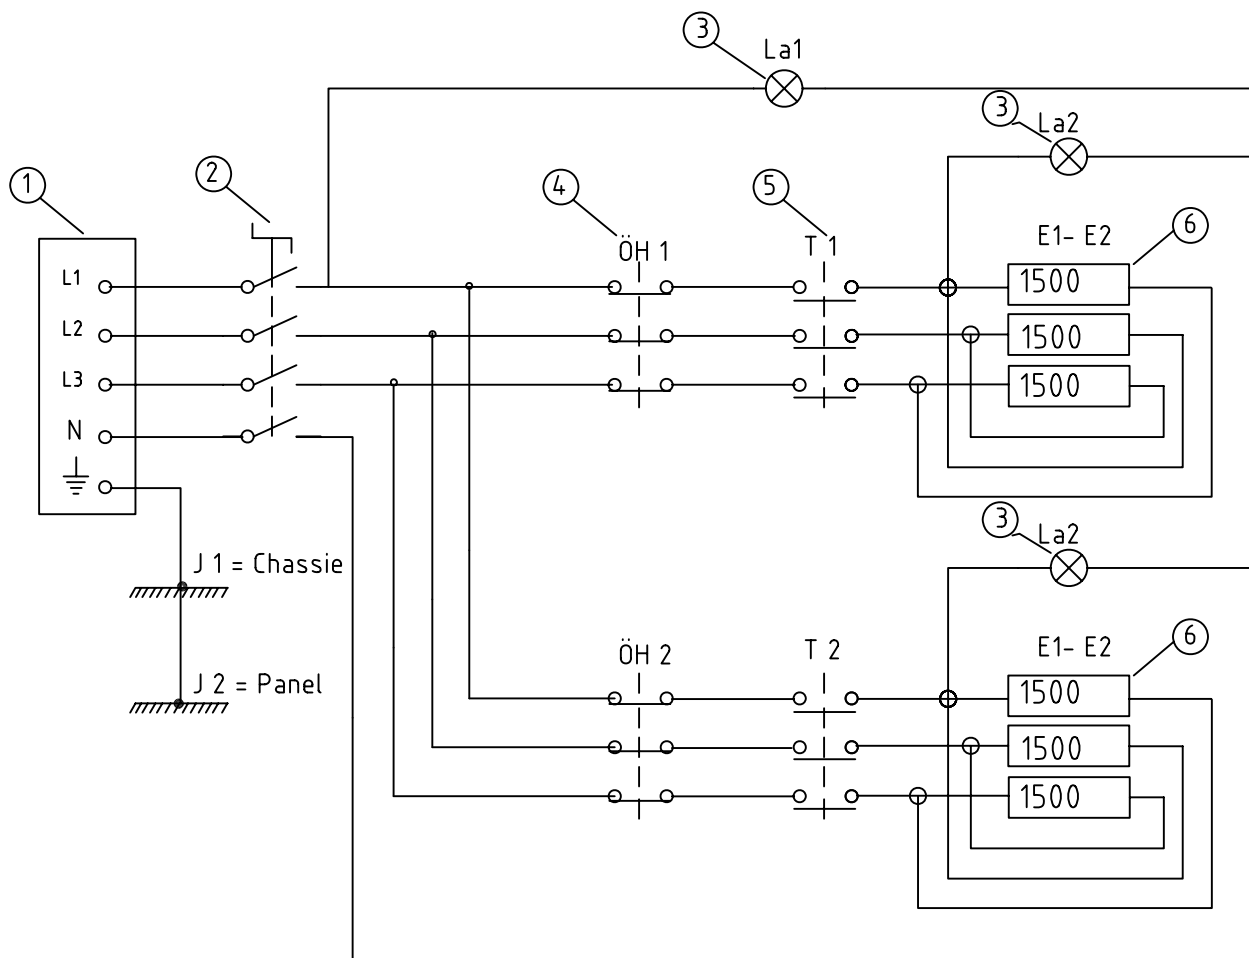 3
La1
3
La2
2
1
4
5
6
ÖH 1
T 1
E1- E2
L1
1500
L2
1500
L3
1500
N
3
La2
J 1 = Chassie
6
ÖH 2
T 2
E1- E2
J 2 = Panel
1500
1500
1500